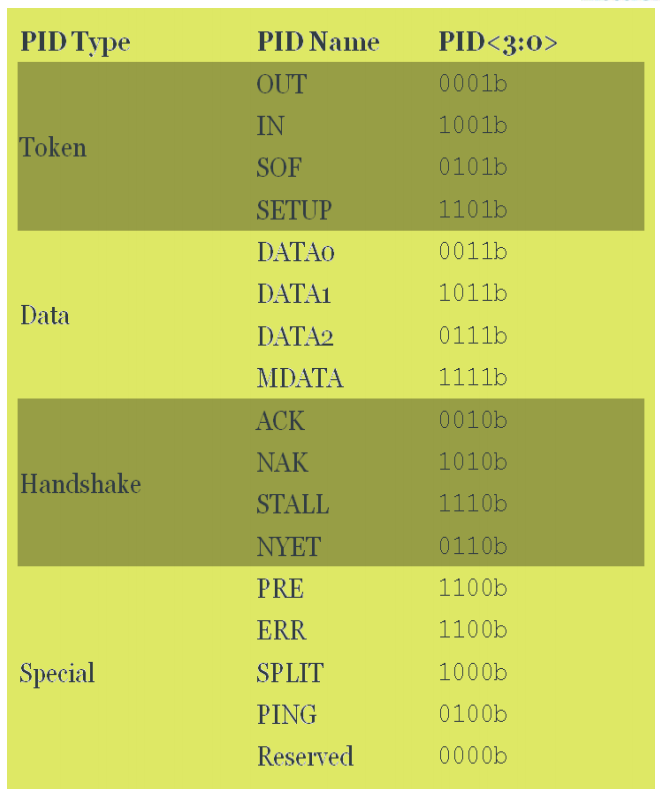 PID Type PID Name PID<3:0>
OUT 0001b
IN 1001b
Token
SOF 0101b
SETUP 1101b
DATA0 0011b
DATA1 1011b
Data
DATA2 0111b
MDATA 1111b
ACK 0010b
NAK 1010b
Handshake
STALL 1110b
NYET 0110b
PRE 1100b
ERR 1100b
Special SPLIT 1000b
PING 0100b
Reserved 0000b